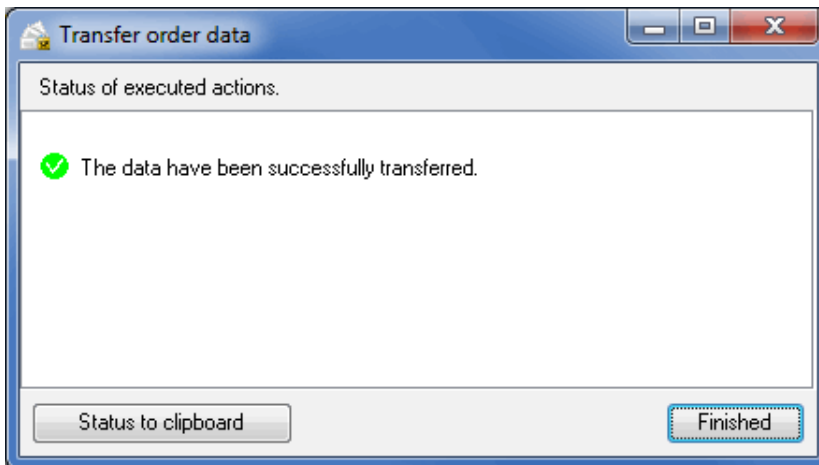 Transfer order data
Status of executed actions.
The data have been successfully transferred.
Status to clipboard
Finished